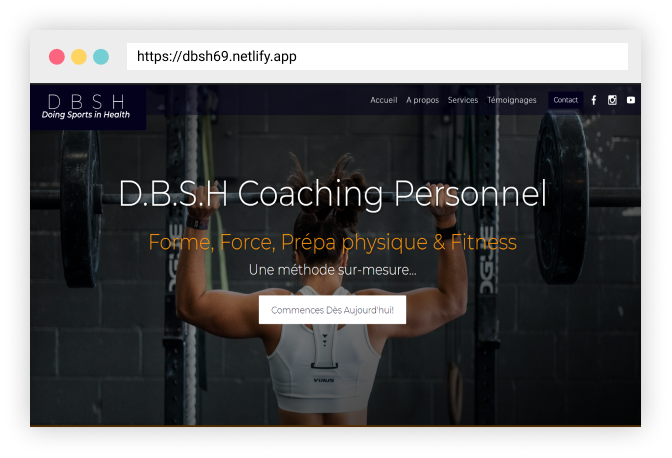 https://dbsh69.netlify.app
D B S H
Doing Sports in Health
Accueil A propos Services Témoignages Contact
D.B.S.H Coaching Personnel
Forme, Force, Prépa physique & Fitness
Une méthode sur-mesure...
Commences Dès Aujourd'hui!